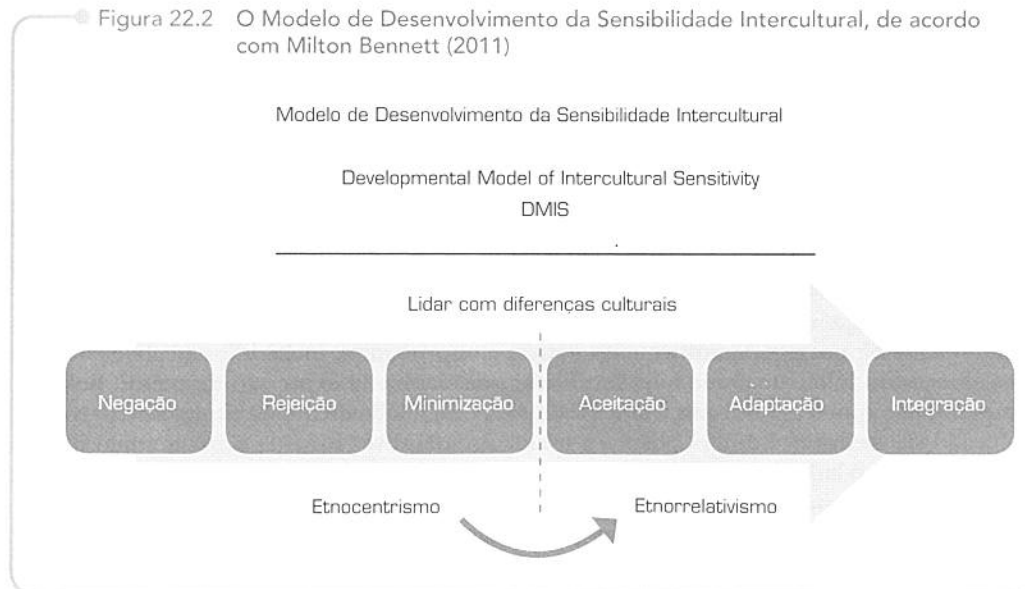 Figura 22.2 O Modelo de Desenvolvimento da Sensibilidade Intercultural, de acordo
com Milton Bennett (2011)
Modelo de Desenvolvimento da Sensibilidade Intercultural
Developmental Model of Intercultural Sensitivity
DMIS
Lidar com diferenças culturais
Negação Rejeição Minimização Aceitação Adaptação Integração
Etnocentrismo Etnorrelativismo